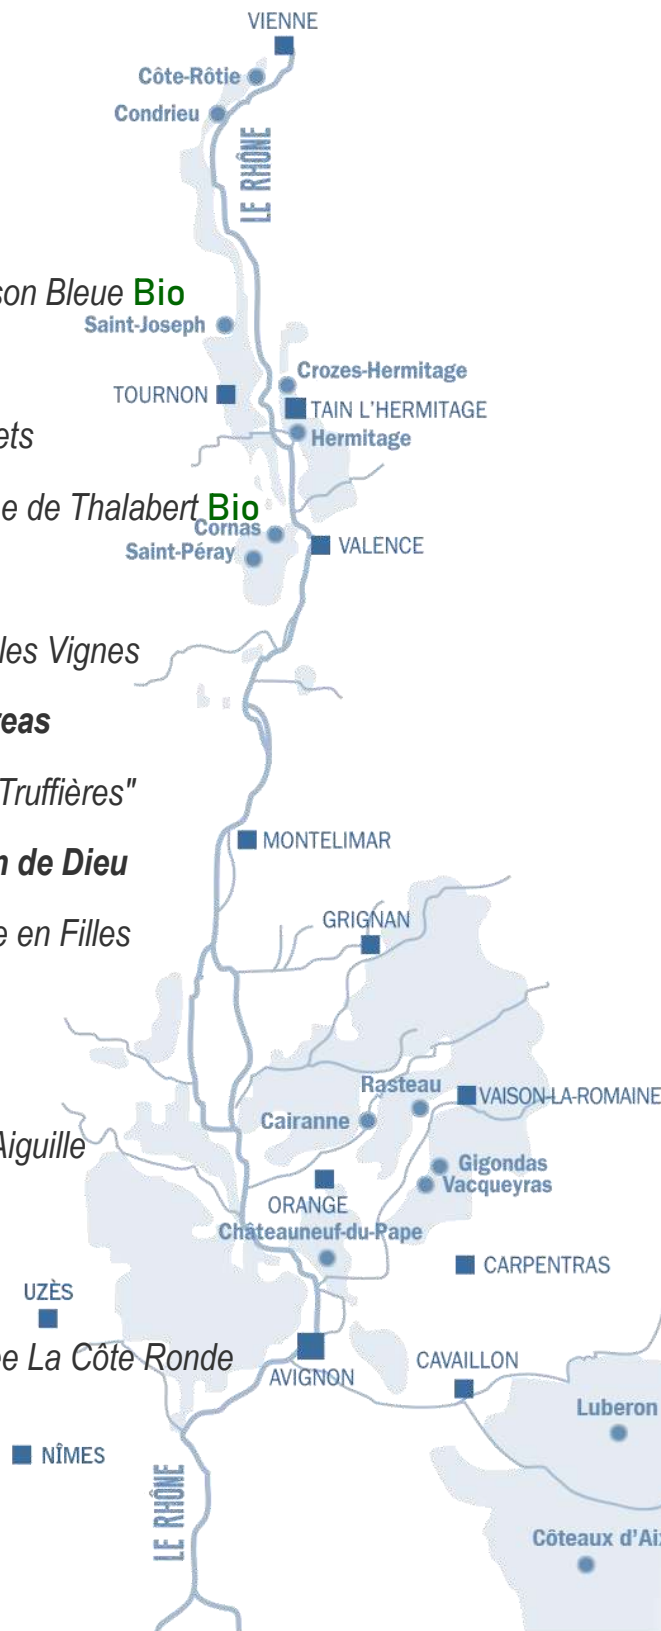 VIENNE
Côte-Rôtie
Condrieu
LE RHÔNE
son Bleue Bio
Saint-Joseph
Crozes-Hermitage
TOURNON
TAIN L'HERMITAGE
ets
Hermitage
e de Thalabert Bio
Cornas
Saint-Péray
VALENCE
les Vignes
reas
Truffières"
MONTELIMAR
n de Dieu
GRIGNAN
e en Filles
Rasteau
VAISON-LA-ROMAINE
Cairanne
Aiguille
Gigondas
Vacqueyras
ORANGE
Châteauneuf-du-Pape
CARPENTRAS
UZÈS
ee La Côte Ronde
CAVAILLON
AVIGNON
Luberon
NÎMES
LE RHÔNE
Côteaux d'Aix